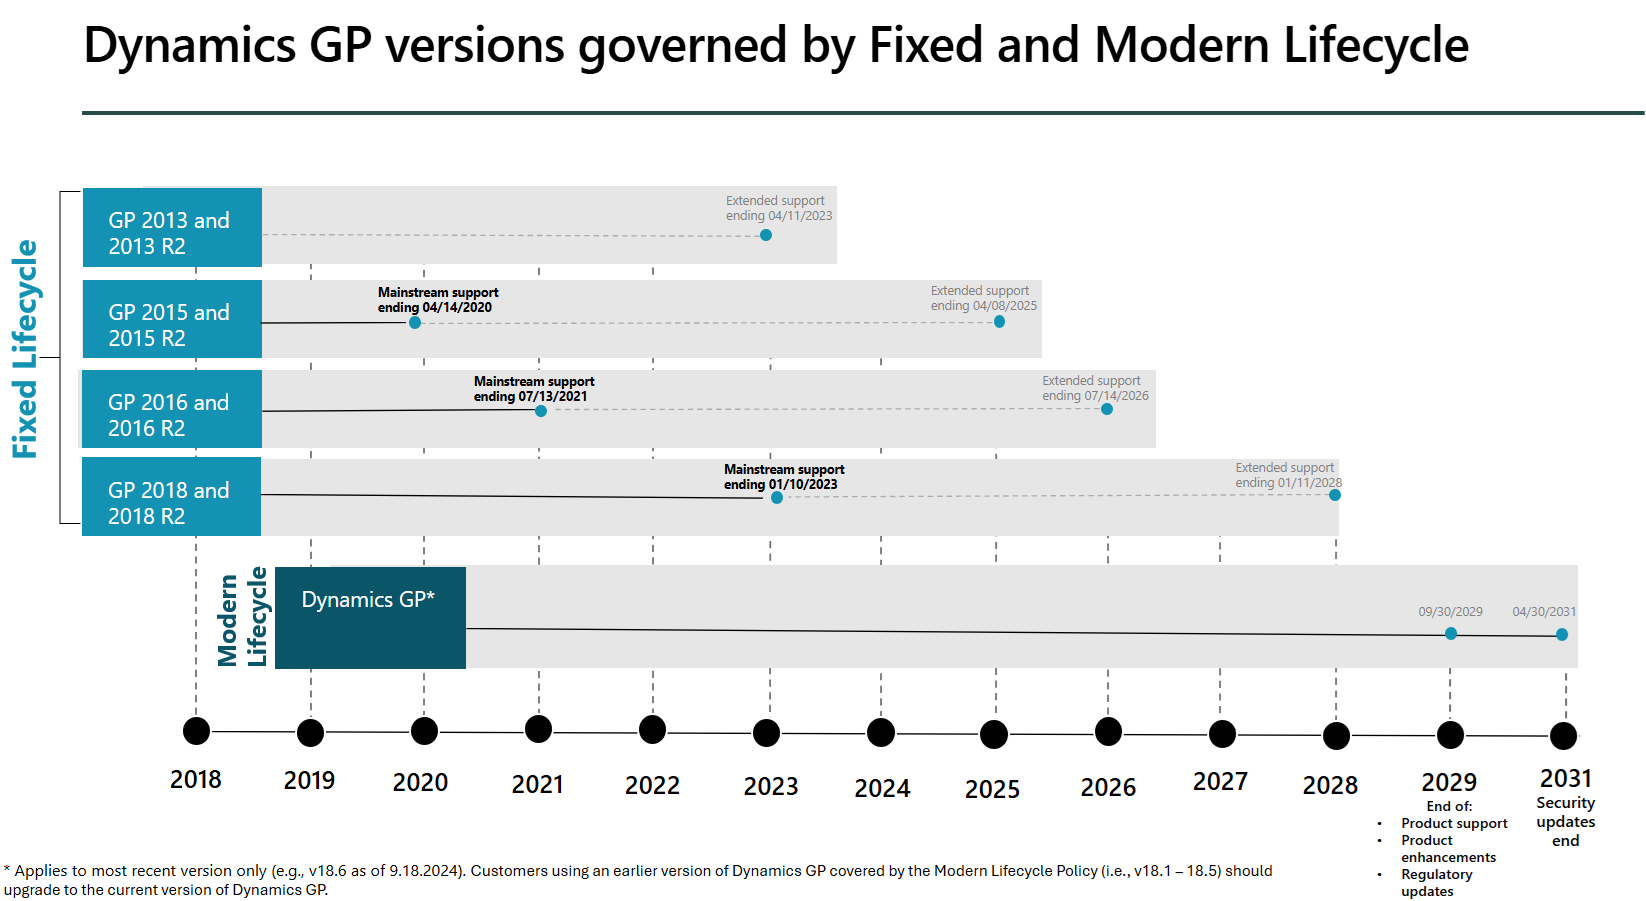 Dynamics GP versions governed by Fixed and Modern Lifecycle
Fixed Lifecycle
GP 2013 and
2013 R2
Extended support
ending 04/11/2023
GP 2015 and
2015 R2
Mainstream support
ending 04/14/2020
Extended support
ending 04/08/2025
GP 2016 and
2016 R2
Mainstream support
ending 07/13/2021
Extended support
ending 07/14/2026
GP 2018 and
2018 R2
Mainstream support
ending 01/10/2023
Extended support
ending 01/11/2028
Modern
Lifecycle
Dynamics GP*
09/30/2029
04/30/2031
2018
2019
2020
2021
2022
2023
2024
2025
2026
2027
2028
2029
End of:
• Product support
• Product
enhancements
• Regulatory
updates
2031
Security
updates
end
* Applies to most recent version only (e.g., v18.6 as of 9.18.2024). Customers using an earlier version of Dynamics GP covered by the Modern Lifecycle Policy (i.e., v18.1 – 18.5) should
upgrade to the current version of Dynamics GP.